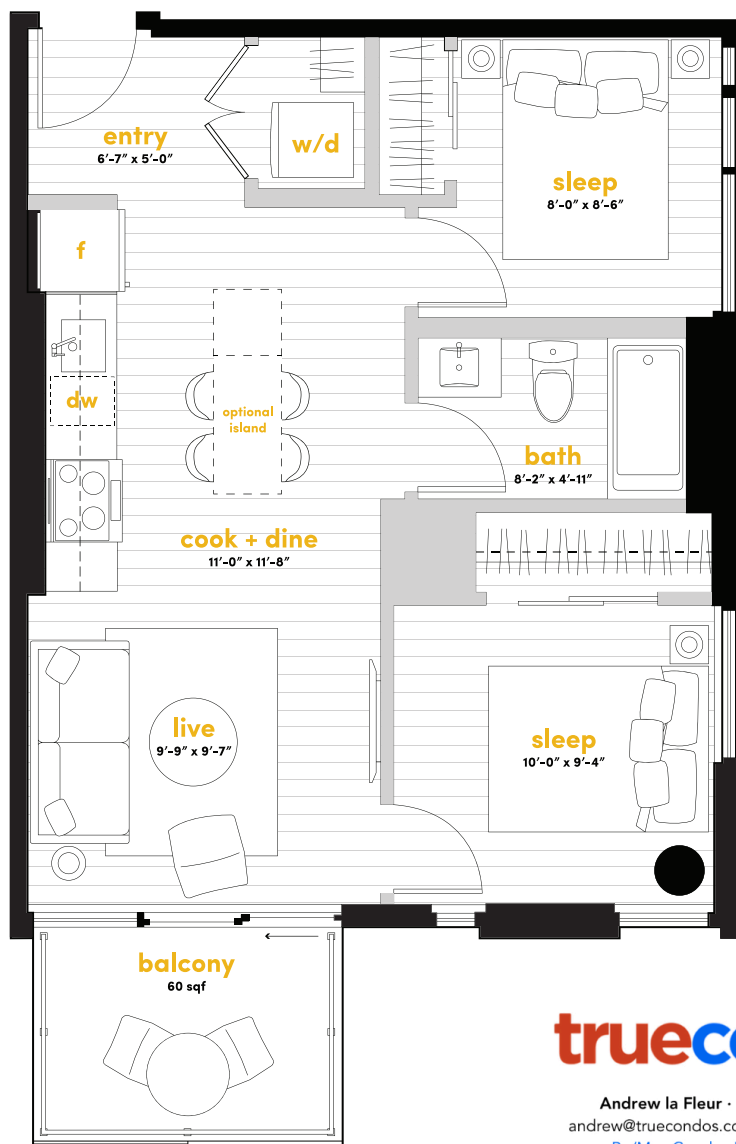 entry
6'-7" x 5'-0"
w/d
sleep
8'-0" x 8'-6"
f
dw
optional
island
bath
8'-2" x 4'-11"
cook + dine
11'-0" x 11'-8"
live
9'-9" x 9'-7"
sleep
10'-0" x 9'-4"
balcony
60 sqf
Andrew la Fleur ·